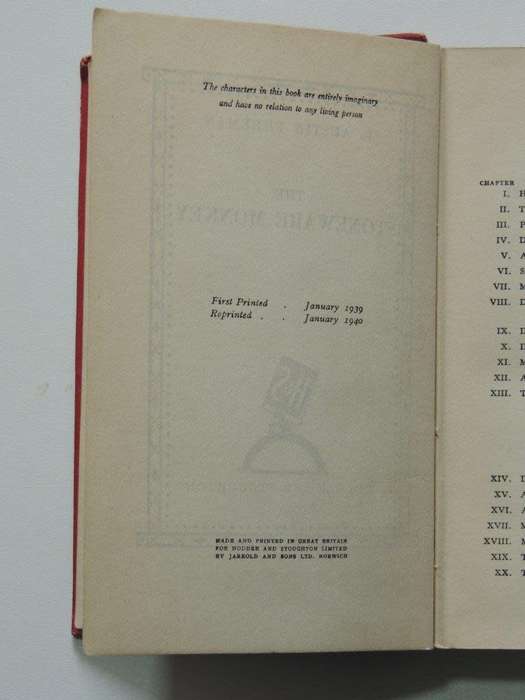 The characters in this book are entirely imaginary
and have no relation to any living person
First Printed . January 1939
Reprinted . . January 1940
MADE AND PRINTED IN GREAT BRITAIN
FOR HODDER AND STOUGHTON LIMITED
BY JARROLD AND SONS LTD. NORWICH
CHAPTER
I. H
II. T
III. P
IV. D
V. A
VI. S
VII. M
VIII. D
IX. D
X. D
XI. M
XII. A
XIII. T
XIV. D
XV. A
XVI. A
XVII. M
XVIII. M
XIX. T
XX. T